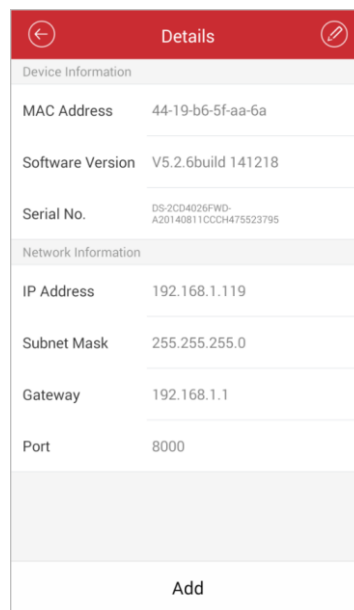 Details
Device Information
MAC Address 44-19-b6-5f-aa-6a
Software Version V5.2.6build 141218
Serial No. DS-2CD4026FWD-
A20140811CCCH475523795
Network Information
IP Address 192.168.1.119
Subnet Mask 255.255.255.0
Gateway 192.168.1.1
Port 8000
Add